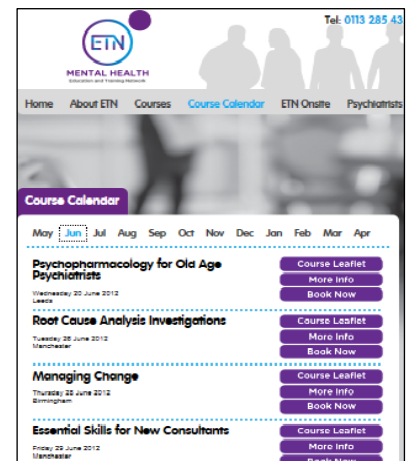 Tel: 0113 285 43
ETN
MENTAL HEALTH
Education and Training Network
Home About ETN Courses Course Calendar ETN Onsite Psychiatrists
Course Calendar
May Jun Jul Aug Sep Oct Nov Dec Jan Feb Mar Apr
Psychopharmacology for Old Age
Psychiatrists
Wednesday 20 June 2012
Leeds
Course Leaflet
More Info
Book Now
Root Cause Analysis Investigations
Tuesday 26 June 2012
Manchester
Course Leaflet
More Info
Book Now
Managing Change
Thursday 28 June 2012
Birmingham
Course Leaflet
More Info
Book Now
Essential Skills for New Consultants
Friday 29 June 2012
Manchester
Course Leaflet
More Info
Book Now